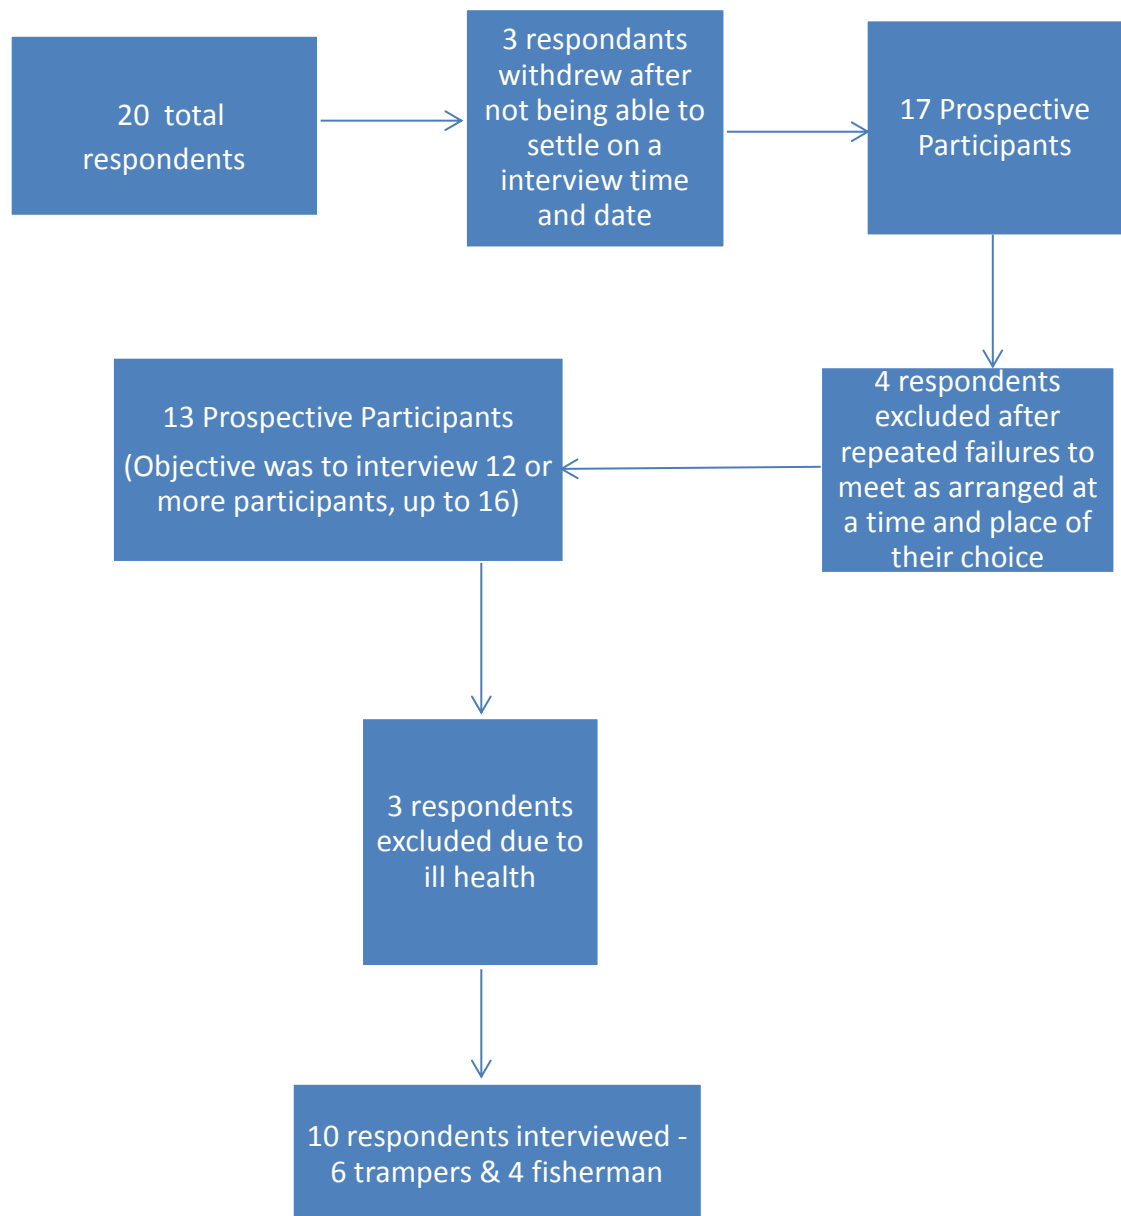 20 total
respondents
3 respondants
withdrew after
not being able to
settle on a
interview time
and date
17 Prospective
Participants
4 respondents
excluded after
repeated failures to
meet as arranged at
a time and place of
their choice
13 Prospective Participants
(Objective was to interview 12 or
more participants, up to 16)
3 respondents
excluded due to
ill health
10 respondents interviewed -
6 trampers & 4 fisherman